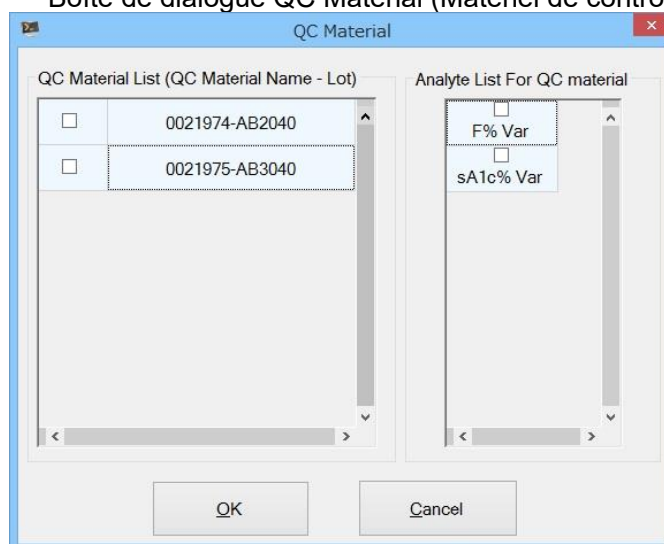 Boîte de dialogue QC Material (Matériel de contrô
QC Material
QC Material List (QC Material Name - Lot)
0021974-AB2040
0021975-AB3040
Analyte List For QC material
F% Var
sA1c% Var
OK
Cancel